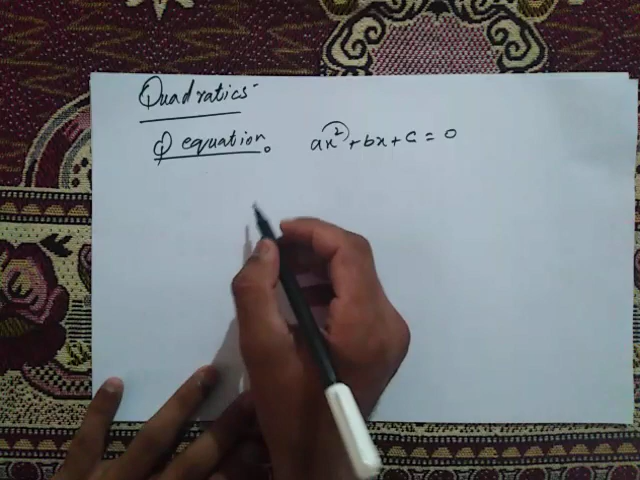 Quadratics
Q equation. ax² + bx + c = 0